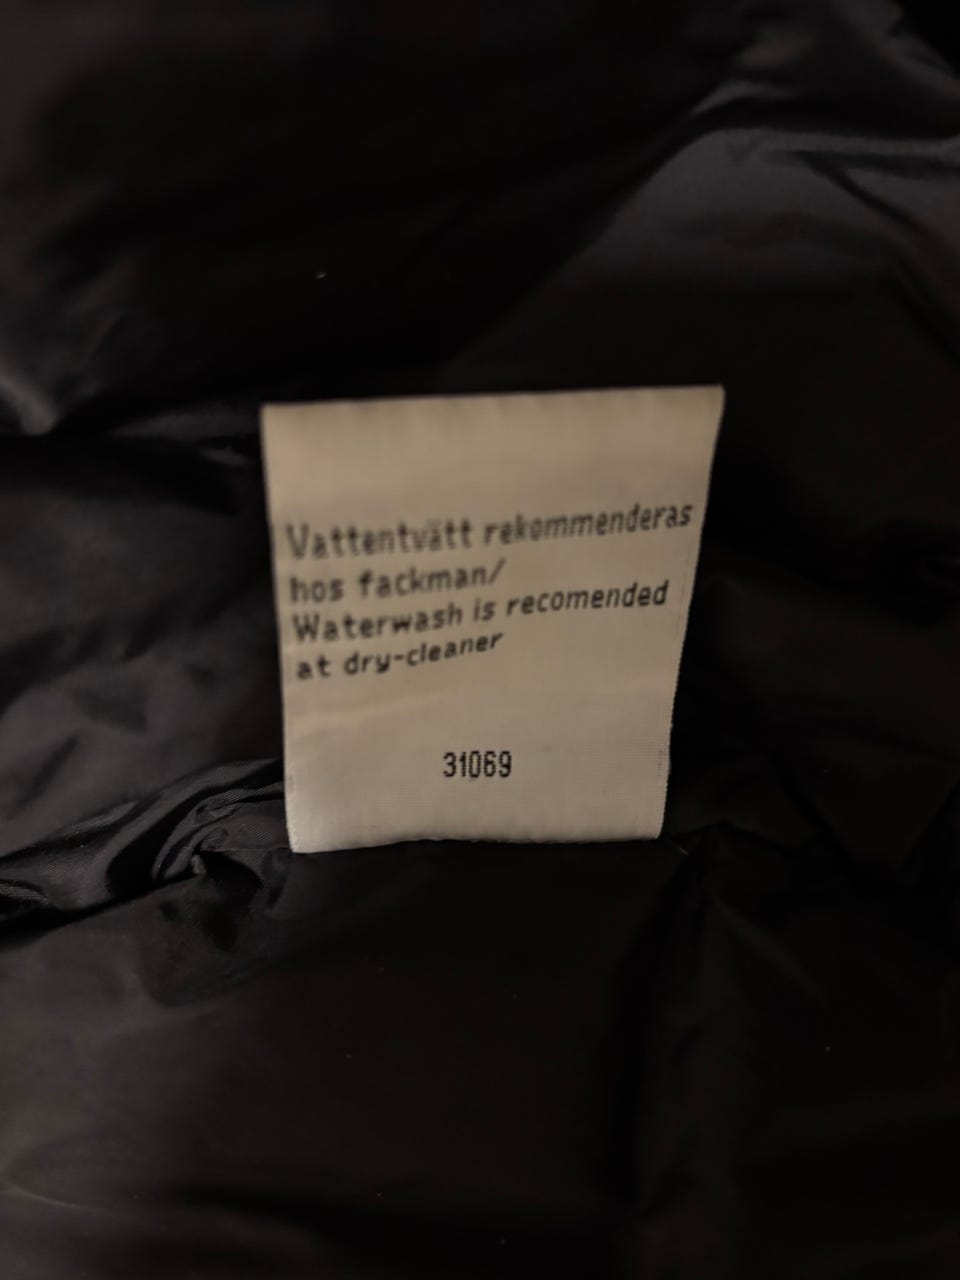 Vattentvätt rekommenderas
hos fackman/
Waterwash is recomended
at dry-cleaner
31069